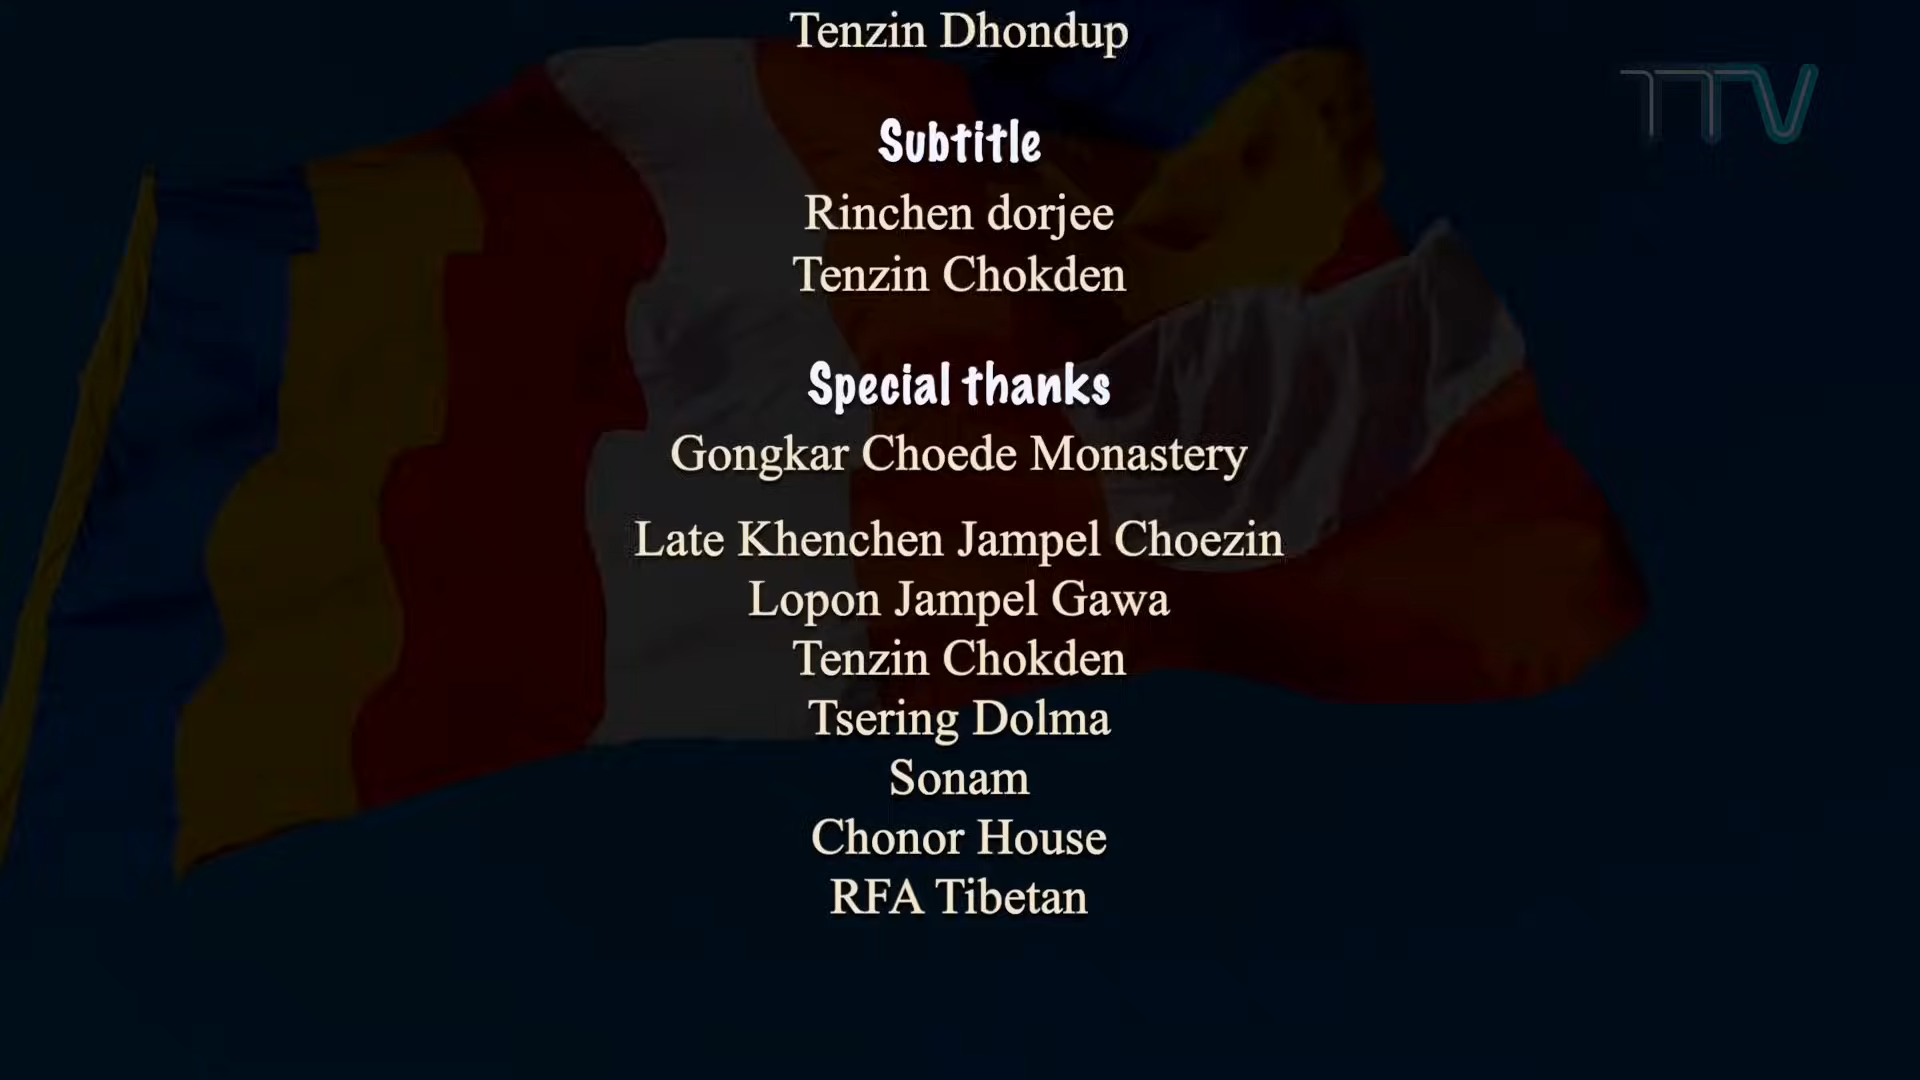 Tenzin Dhondup
TTV
Subtitle
Rinchen dorjee
Tenzin Chokden
Special thanks
Gongkar Choede Monastery
Late Khenchen Jampel Choezin
Lopon Jampel Gawa
Tenzin Chokden
Tsering Dolma
Sonam
Chonor House
RFA Tibetan